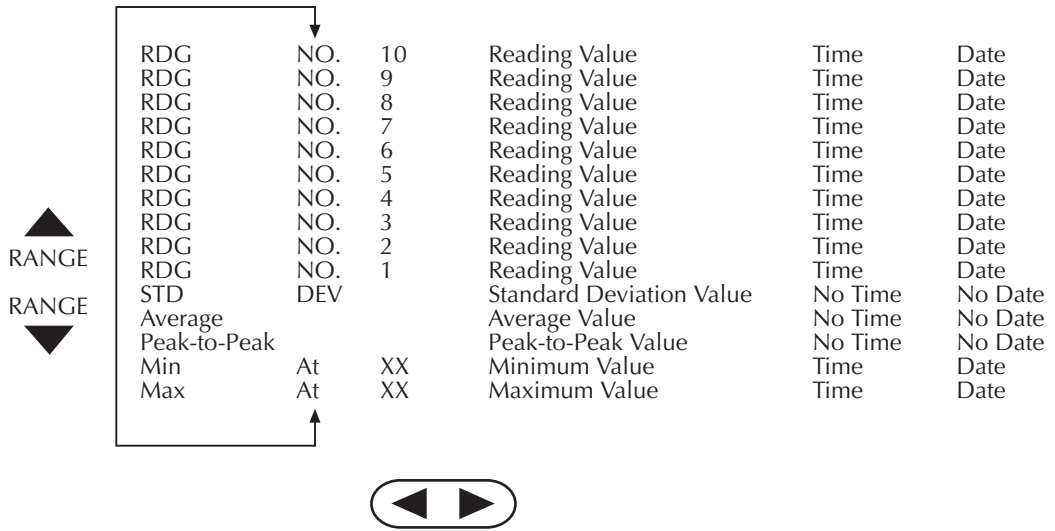 RDG NO. 10 Reading Value Time Date
RDG NO. 9 Reading Value Time Date
RDG NO. 8 Reading Value Time Date
RDG NO. 7 Reading Value Time Date
RDG NO. 6 Reading Value Time Date
RDG NO. 5 Reading Value Time Date
RDG NO. 4 Reading Value Time Date
RDG NO. 3 Reading Value Time Date
RDG NO. 2 Reading Value Time Date
RDG NO. 1 Reading Value Time Date
STD DEV Standard Deviation Value No Time No Date
Average Average Value No Time No Date
Peak-to-Peak Peak-to-Peak Value No Time No Date
Min At XX Minimum Value Time Date
Max At XX Maximum Value Time Date
RANGE
RANGE